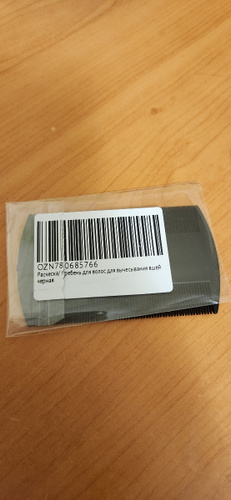 OZN780685766
Расческа/ Гребень для волос для вычесывания вшей
черная